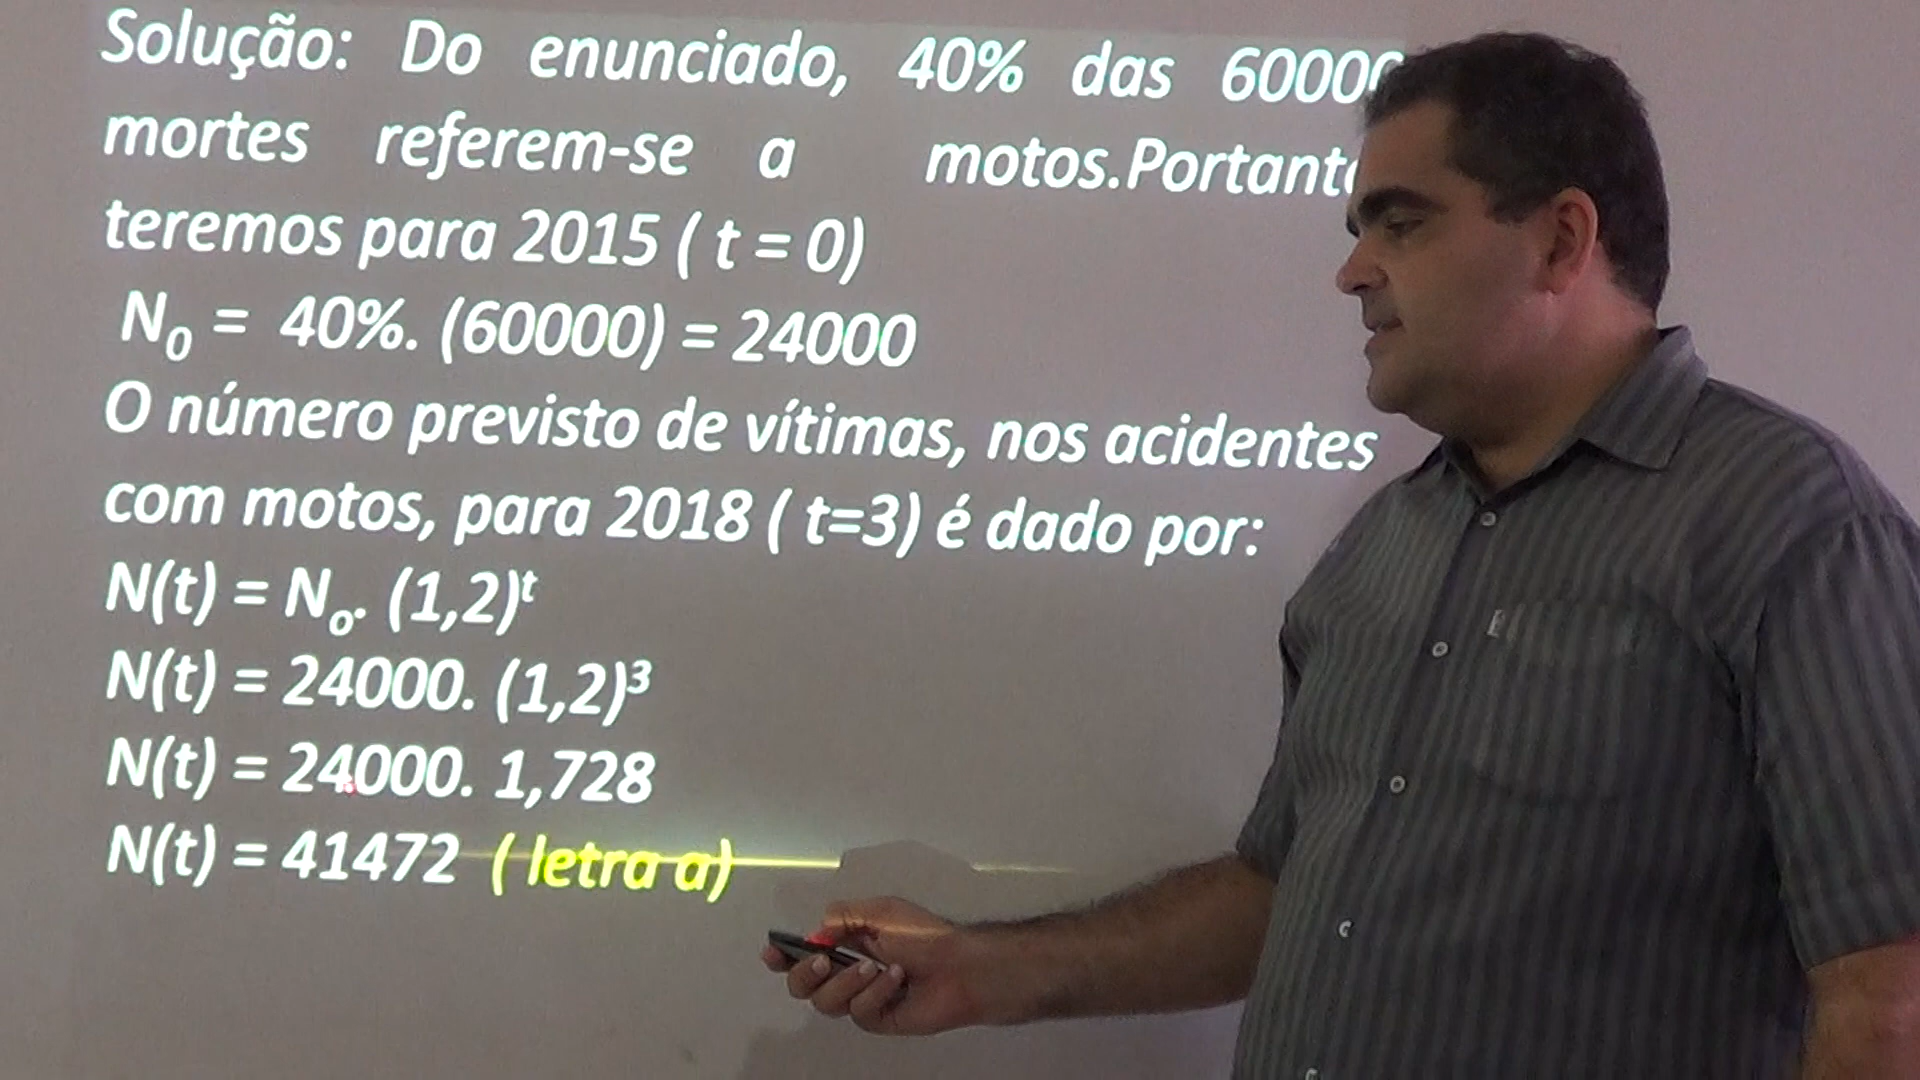 Solução: Do enunciado, 40% das 60000
mortes referem-se a motos.Portanto
teremos para 2015 ( t = 0)
N₀ = 40%. (60000) = 24000
O número previsto de vítimas, nos acidentes
com motos, para 2018 ( t=3) é dado por:
N(t) = Nₒ. (1,2)ᵗ
N(t) = 24000. (1,2)³
N(t) = 24000. 1,728
N(t) = 41472 ( letra a)